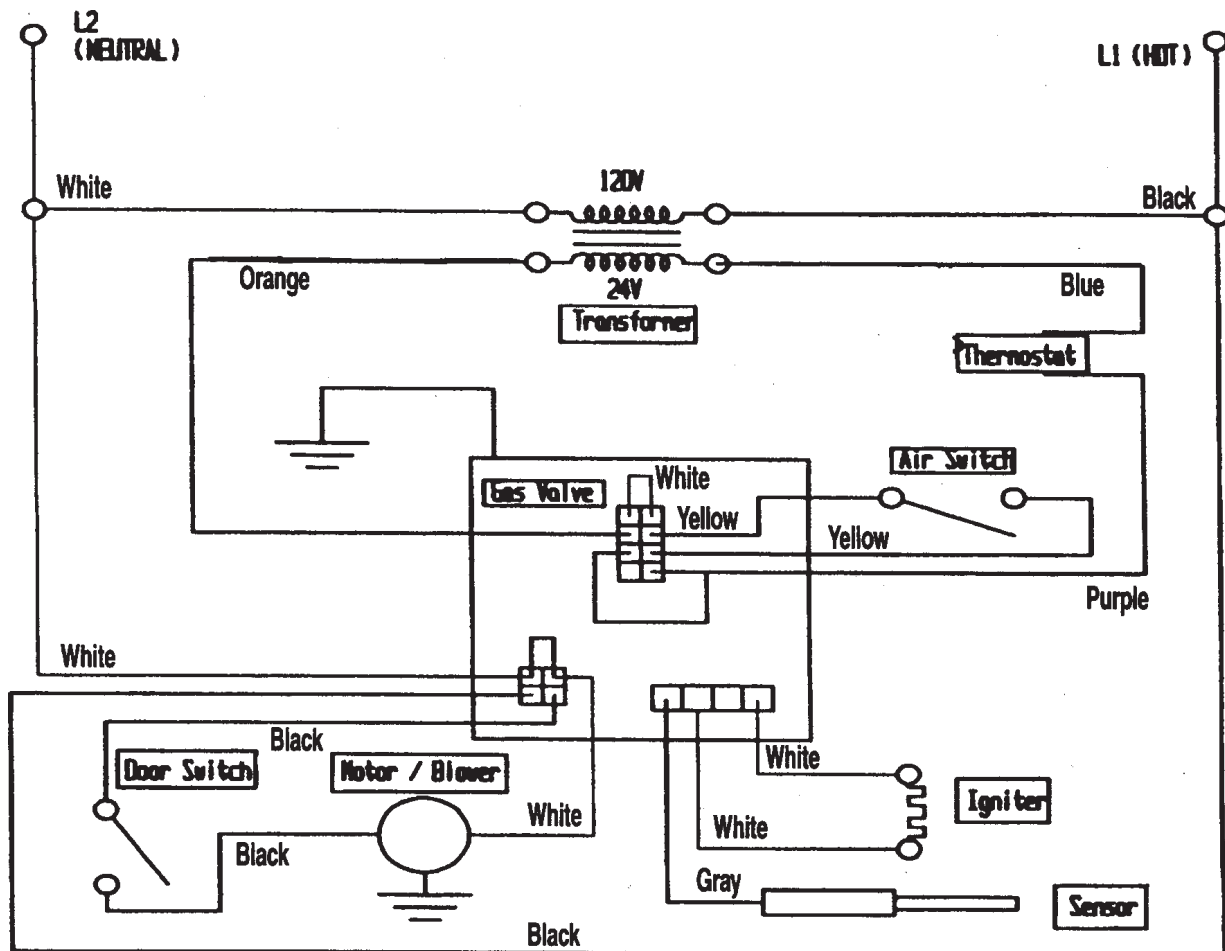 L2
(NEUTRAL)
L1 (HOT)
White
120V
Black
Orange
24V
Blue
Transformer
Thermostat
Air Switch
Gas Valve
White
Yellow
Yellow
Purple
White
Black
White
Door Switch
Motor / Blower
White
Igniter
Black
White
Gray
Sensor
Black